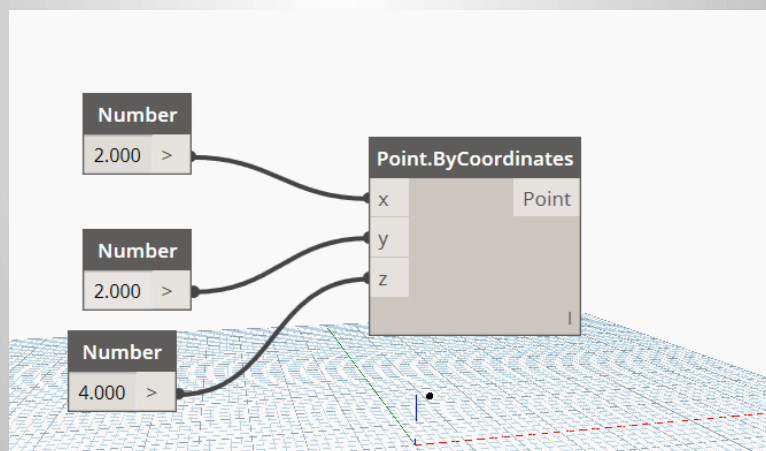 Number
2.000 >
Number
2.000 >
Number
4.000 >
Point.ByCoordinates
x Point
y
z
l